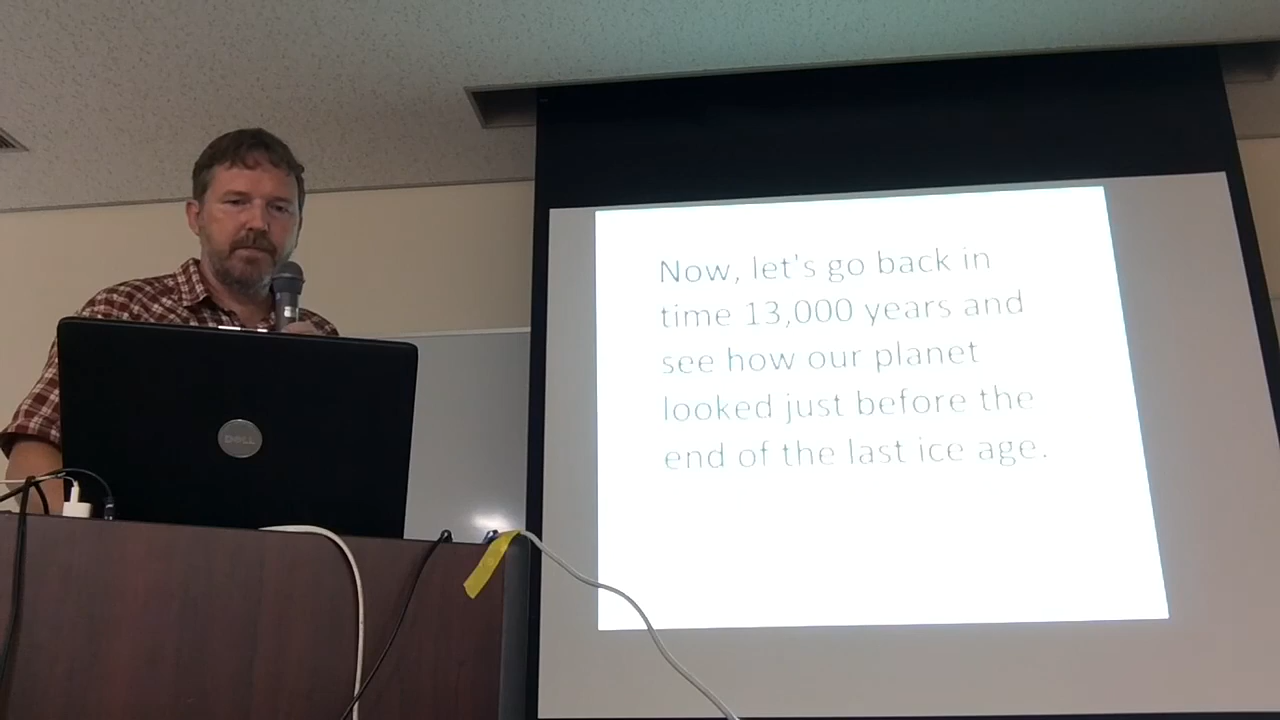 Now, let's go back in
time 13,000 years and
see how our planet
looked just before the
end of the last ice age.
DELL